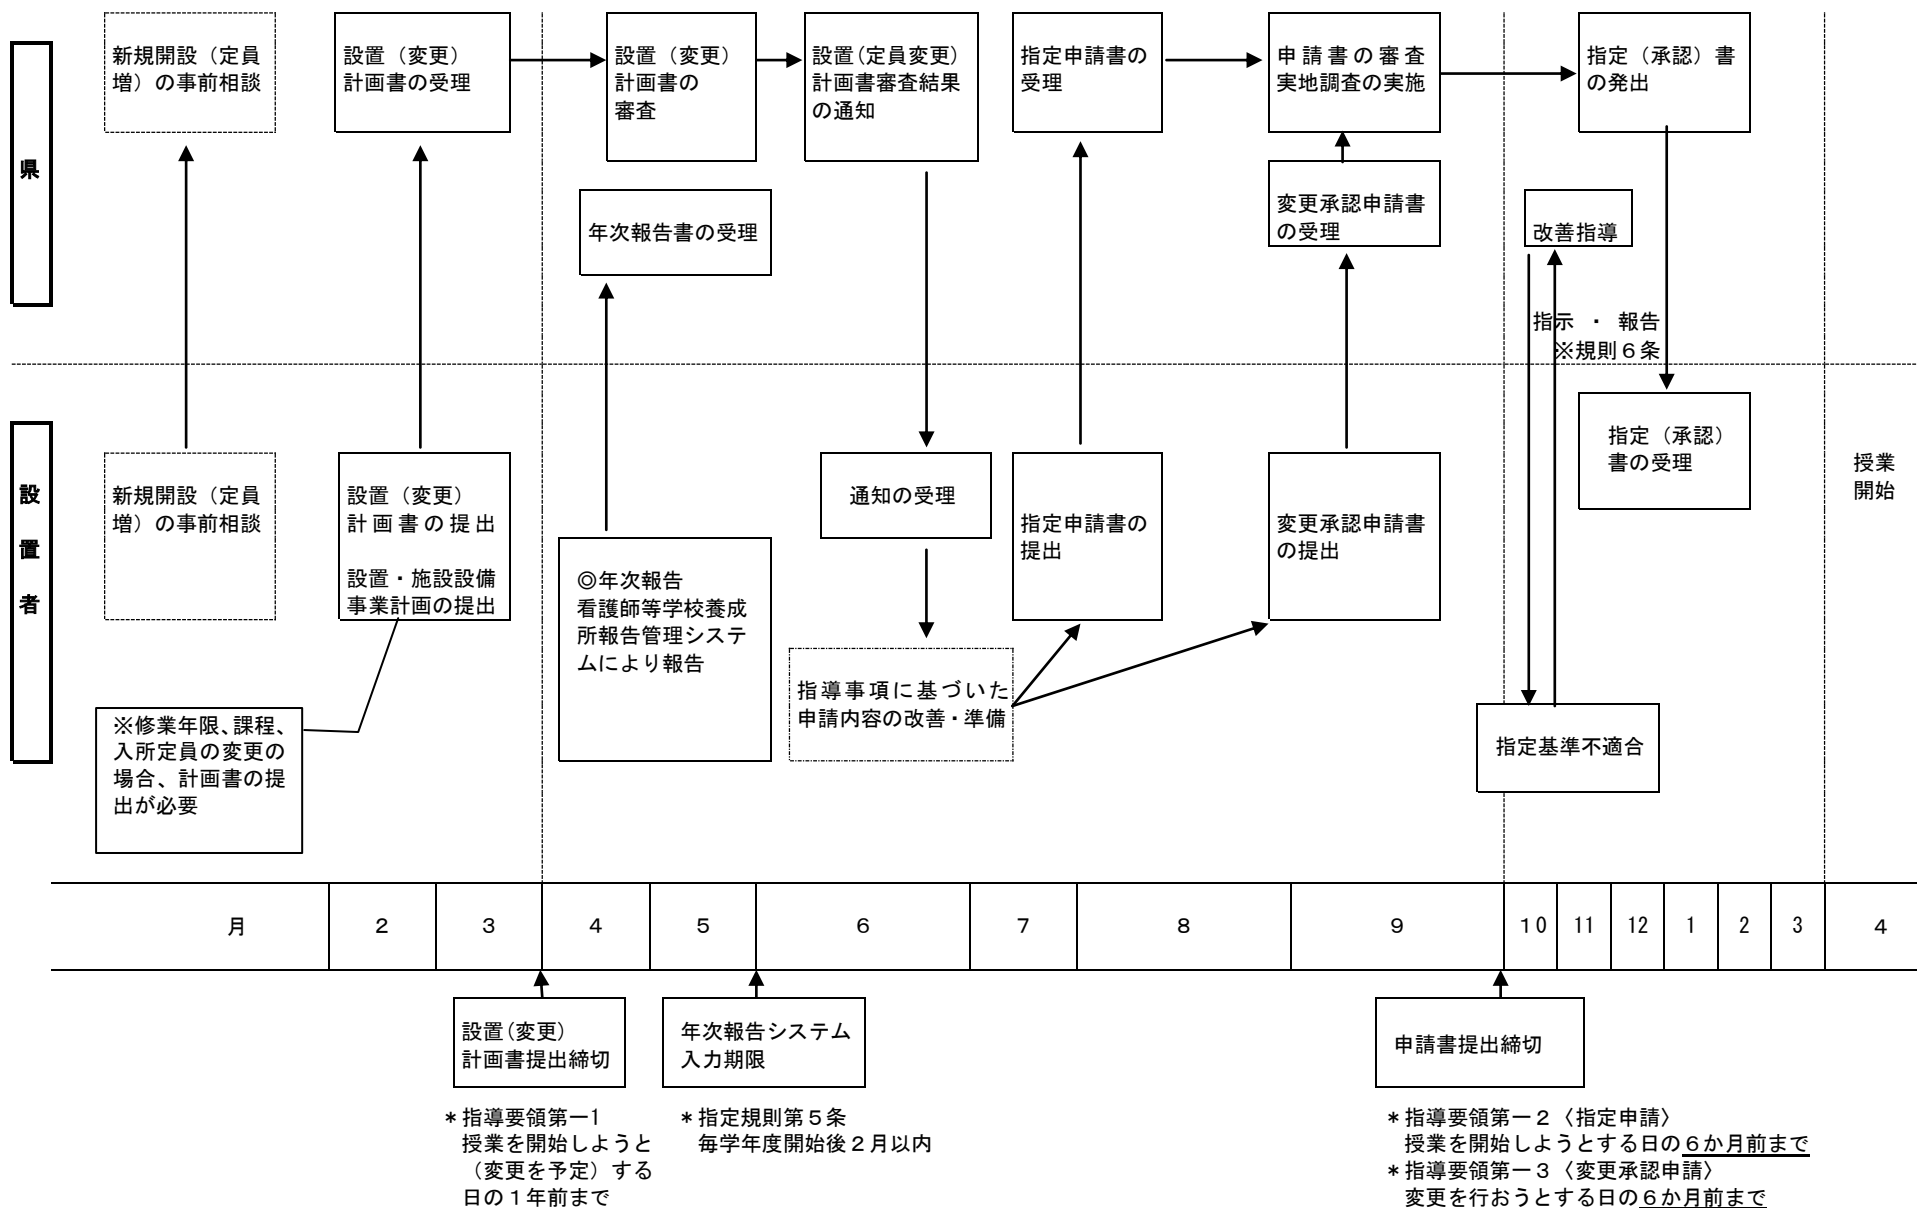 県
新規開設（定員
増）の事前相談
設置（変更）
計画書の受理
設置（変更）
計画書の
審査
設置(定員変更)
計画書審査結果
の通知
指定申請書の
受理
申請書の審査
実地調査の実施
指定（承認）書
の発出
年次報告書の受理
変更承認申請書
の受理
改善指導
指示 ・ 報告
※規則６条
設置者
新規開設（定員
増）の事前相談
設置（変更）
計画書の提出
設置・施設設備
事業計画の提出
※修業年限、課程、
入所定員の変更の
場合、計画書の提
出が必要
◎年次報告
看護師等学校養成
所報告管理システ
ムにより報告
通知の受理
指導事項に基づいた
申請内容の改善・準備
指定申請書の
提出
変更承認申請書
の提出
指定（承認）
書の受理
指定基準不適合
授業
開始
月 2 3 4 5 6 7 8 9 10 11 12 1 2 3 4
設置(変更)
計画書提出締切
年次報告システム
入力期限
申請書提出締切
＊指導要領第一1
授業を開始しようと
（変更を予定）する
日の１年前まで
＊指定規則第５条
毎学年度開始後２月以内
＊指導要領第一２〈指定申請〉
授業を開始しようとする日の６か月前まで
＊指導要領第一３〈変更承認申請〉
変更を行おうとする日の６か月前まで